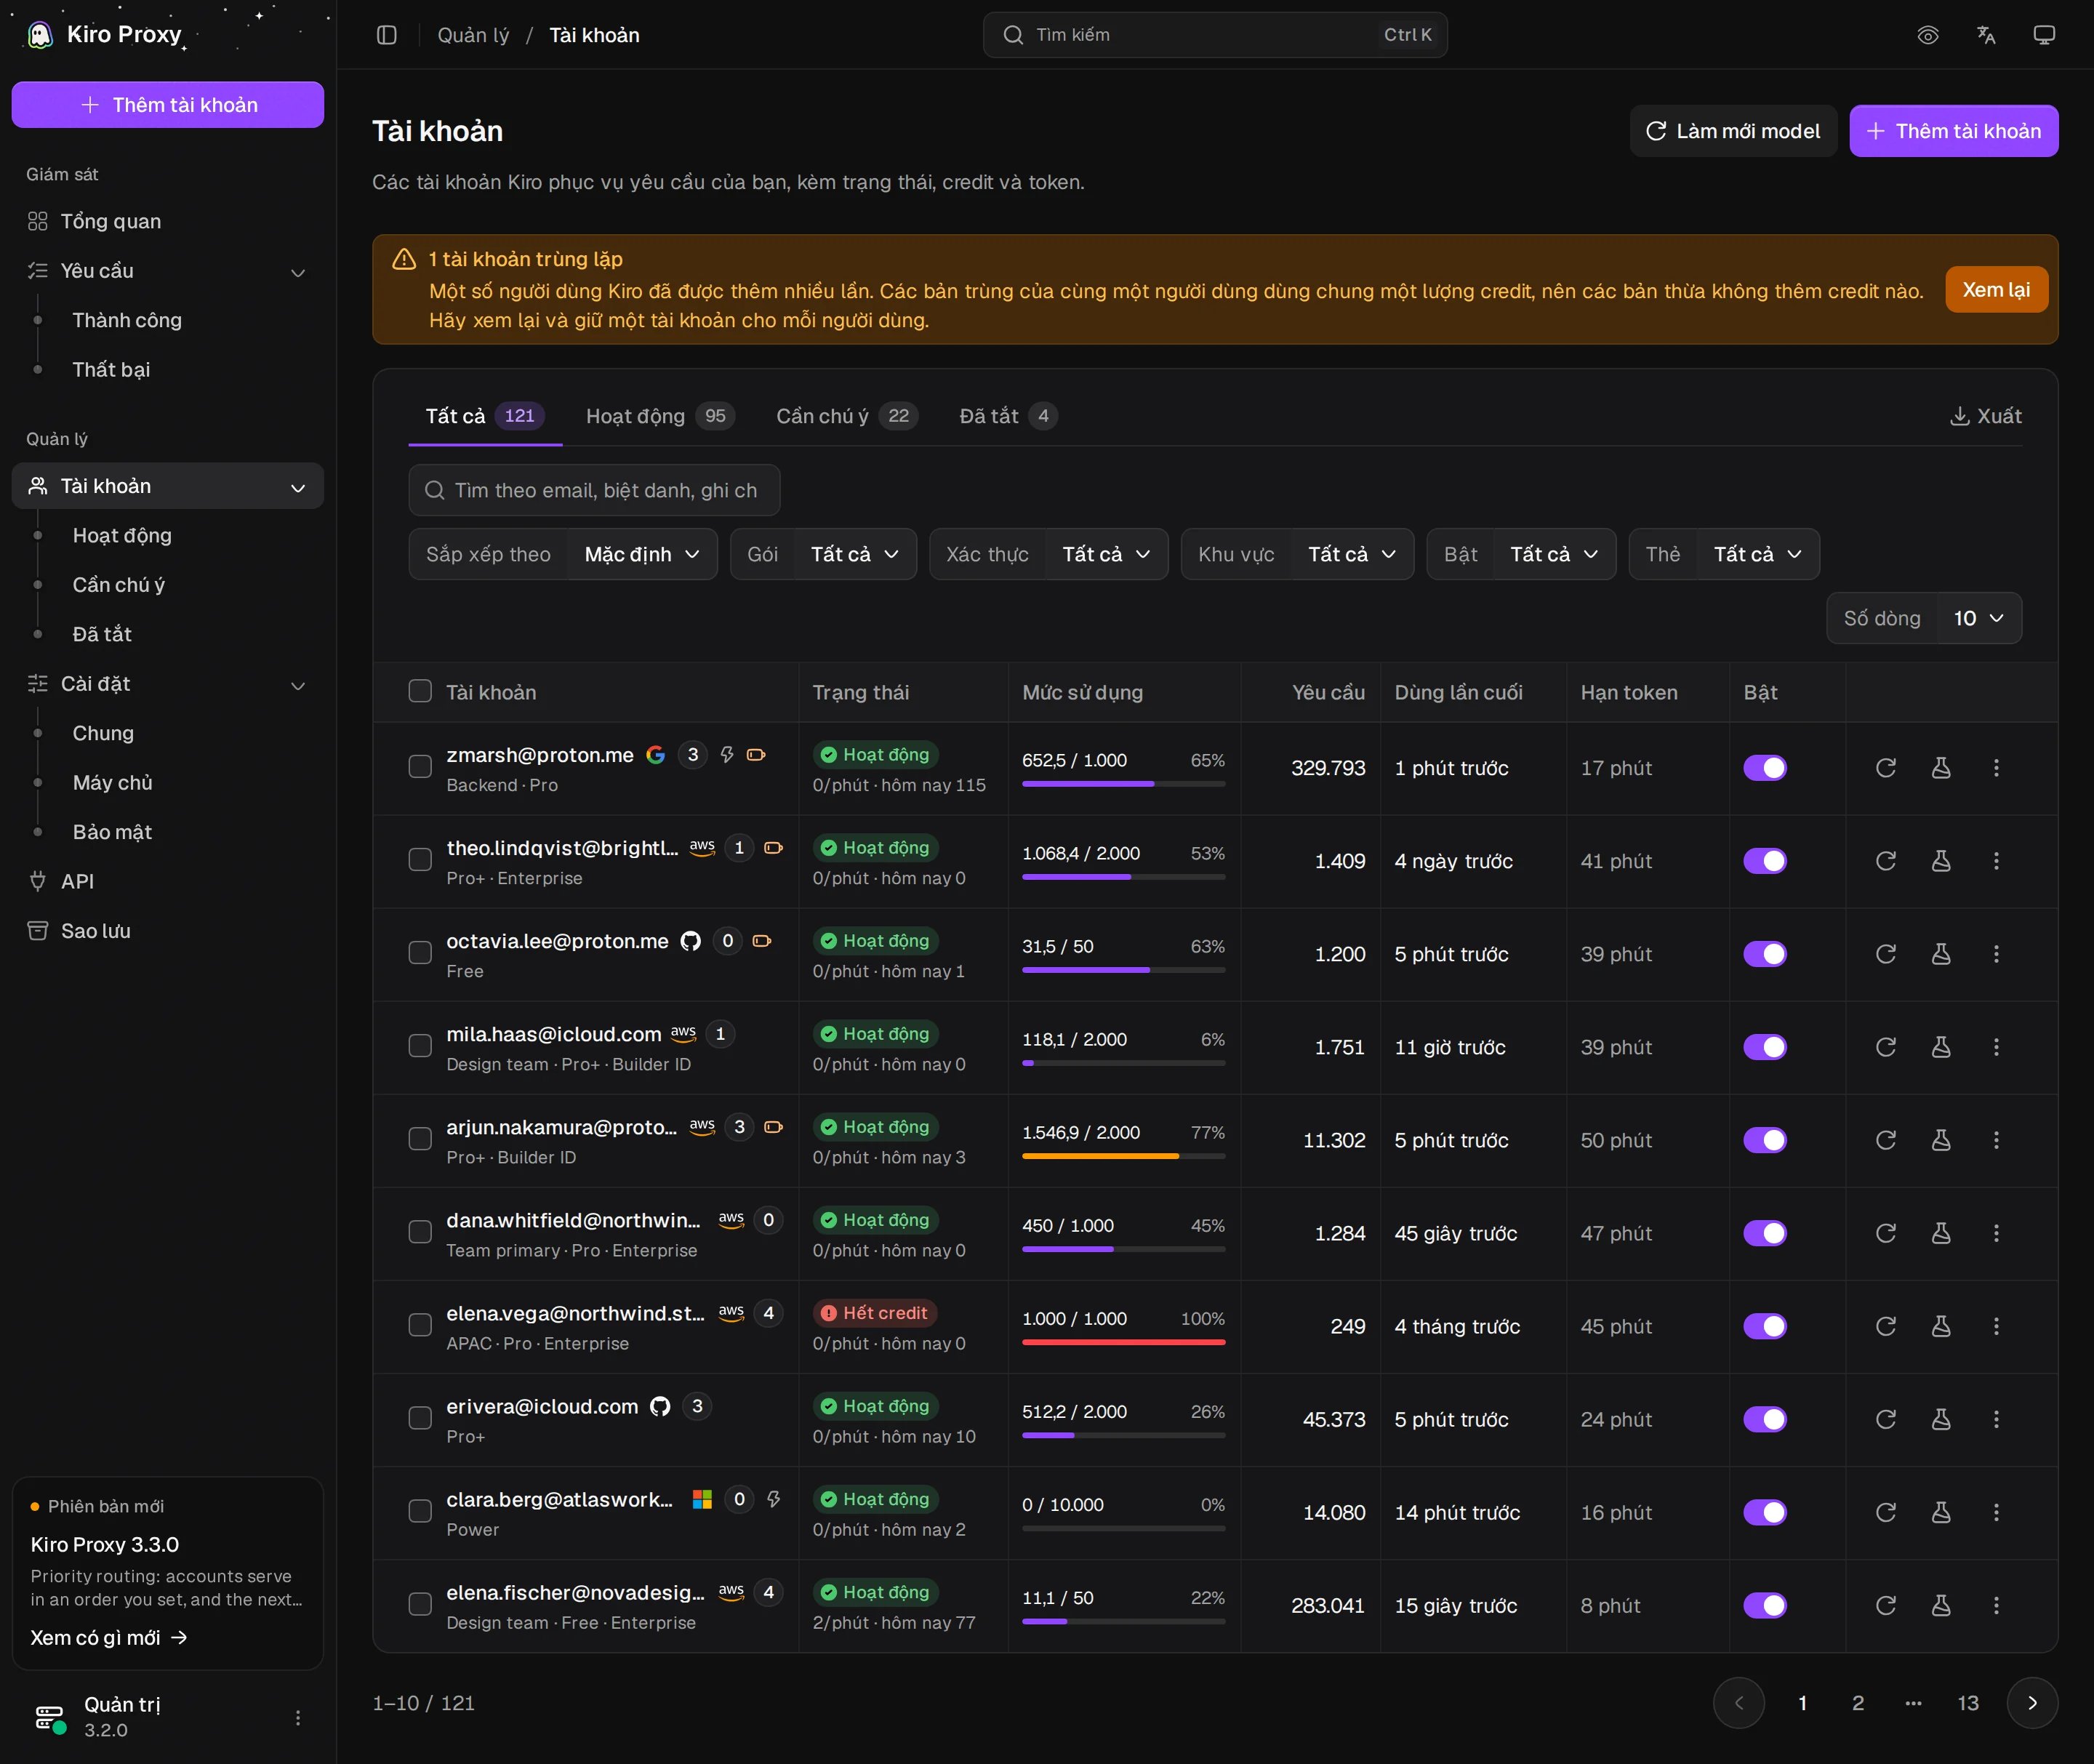 Kiro Proxy
Thêm tài khoản
Giám sát
Tổng quan
Yêu cầu
Thành công
Thất bại
Quản lý
Tài khoản
Hoạt động
Cần chú ý
Đã tắt
Cài đặt
Chung
Máy chủ
Bảo mật
API
Sao lưu
Phiên bản mới
Kiro Proxy 3.3.0
Priority routing: accounts serve
in an order you set, and the next...
Xem có gì mới
Quản trị
3.2.0
Quản lý / Tài khoản
Tìm kiếm Ctrl K
Tài khoản
Các tài khoản Kiro phục vụ yêu cầu của bạn, kèm trạng thái, credit và token.
Làm mới model
Thêm tài khoản
1 tài khoản trùng lặp
Một số người dùng Kiro đã được thêm nhiều lần. Các bản trùng của cùng một người dùng dùng chung một lượng credit, nên các bản thừa không thêm credit nào.
Hãy xem lại và giữ một tài khoản cho mỗi người dùng.
Xem lại
Tất cả 121 Hoạt động 95 Cần chú ý 22 Đã tắt 4 Xuất
Tìm theo email, biệt danh, ghi ch
Sắp xếp theo Mặc định Gói Tất cả Xác thực Tất cả Khu vực Tất cả Bật Tất cả Thẻ Tất cả
Số dòng 10
Tài khoản Trạng thái Mức sử dụng Yêu cầu Dùng lần cuối Hạn token Bật
zmarsh@proton.me 3 Hoạt động 652,5 / 1.000 65% 329.793 1 phút trước 17 phút
Backend · Pro 0/phút · hôm nay 115
theo.lindqvist@brightl... aws 1 Hoạt động 1.068,4 / 2.000 53% 1.409 4 ngày trước 41 phút
Pro+ · Enterprise 0/phút · hôm nay 0
octavia.lee@proton.me 0 Hoạt động 31,5 / 50 63% 1.200 5 phút trước 39 phút
Free 0/phút · hôm nay 1
mila.haas@icloud.com aws 1 Hoạt động 118,1 / 2.000 6% 1.751 11 giờ trước 39 phút
Design team · Pro+ · Builder ID 0/phút · hôm nay 0
arjun.nakamura@proto... aws 3 Hoạt động 1.546,9 / 2.000 77% 11.302 5 phút trước 50 phút
Pro+ · Builder ID 0/phút · hôm nay 3
dana.whitfield@northwin... aws 0 Hoạt động 450 / 1.000 45% 1.284 45 giây trước 47 phút
Team primary · Pro · Enterprise 0/phút · hôm nay 0
elena.vega@northwind.st... aws 4 Hết credit 1.000 / 1.000 100% 249 4 tháng trước 45 phút
APAC · Pro · Enterprise 0/phút · hôm nay 0
erivera@icloud.com 3 Hoạt động 512,2 / 2.000 26% 45.373 5 phút trước 24 phút
Pro+ 0/phút · hôm nay 10
clara.berg@atlaswork... 0 Hoạt động 0 / 10.000 0% 14.080 14 phút trước 16 phút
Power 0/phút · hôm nay 2
elena.fischer@novadesig... aws 4 Hoạt động 11,1 / 50 22% 283.041 15 giây trước 8 phút
Design team · Free · Enterprise 2/phút · hôm nay 77
1–10 / 121
1 2 ... 13